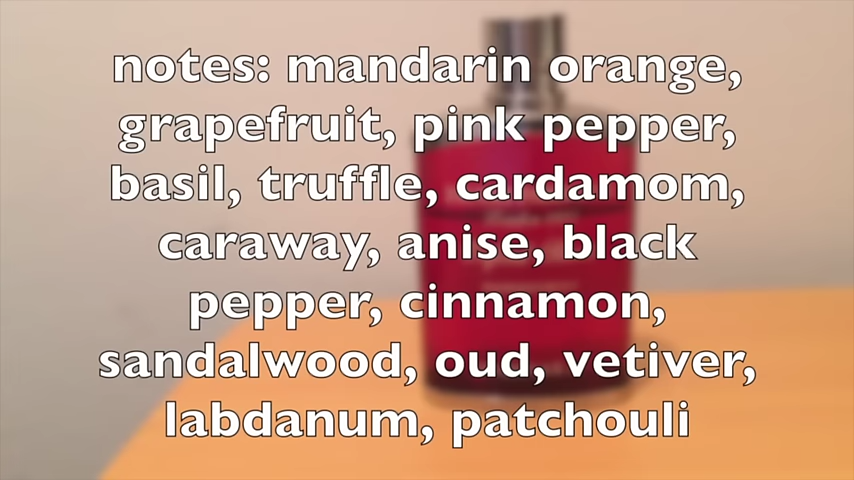 notes: mandarin orange,
grapefruit, pink pepper,
basil, truffle, cardamom,
caraway, anise, black
pepper, cinnamon,
sandalwood, oud, vetiver,
labdanum, patchouli